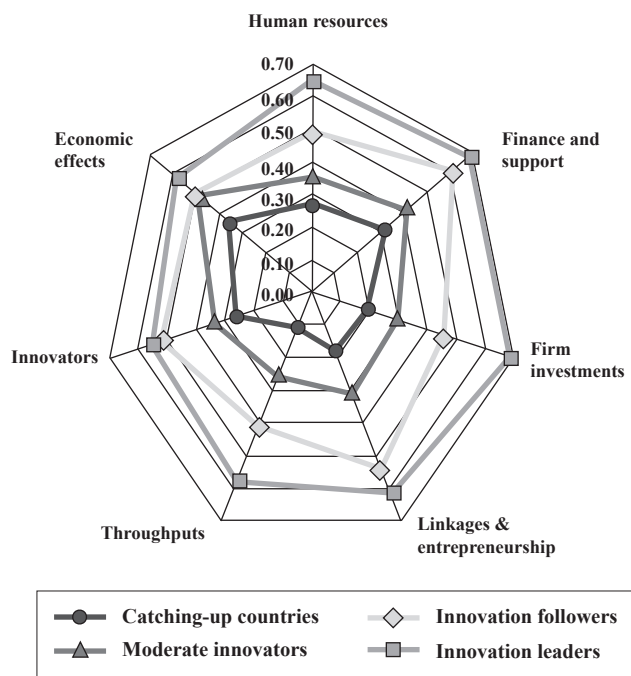 Human resources
0.70
0.60
0.50
0.40
0.30
0.20
0.10
0.00
Economic
effects
Finance and
support
Innovators
Firm
investments
Throughputs
Linkages &
entrepreneurship
Catching-up countries
Innovation followers
Moderate innovators
Innovation leaders